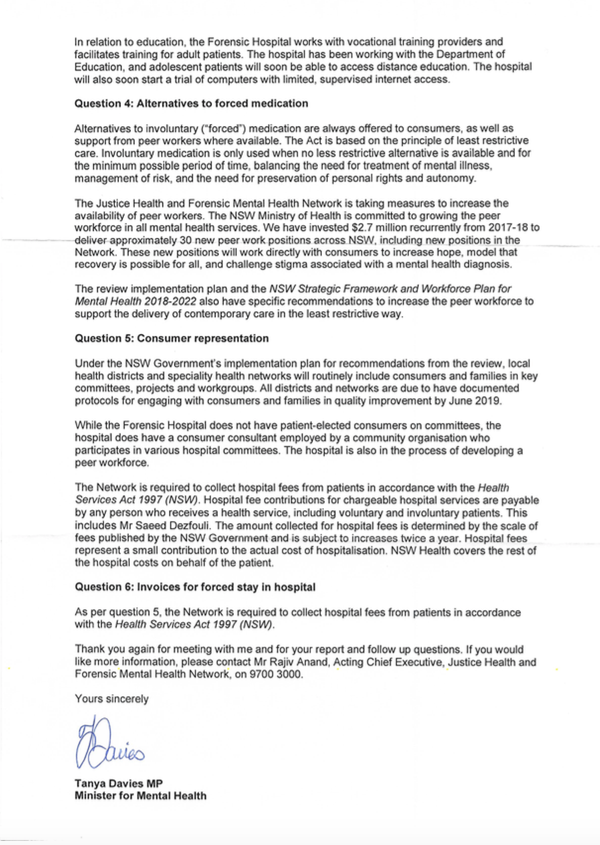 In relation to education, the Forensic Hospital works with vocational training providers and
facilitates training for adult patients. The hospital has been working with the Department of
Education, and adolescent patients will soon be able to access distance education. The hospital
will also soon start a trial of computers with limited, supervised internet access.
Question 4: Alternatives to forced medication
Alternatives to involuntary (“forced”) medication are always offered to consumers, as well as
support from peer workers where available. The Act is based on the principle of least restrictive
care. Involuntary medication is only used when no less restrictive alternative is available and for
the minimum possible period of time, balancing the need for treatment of mental illness,
management of risk, and the need for preservation of personal rights and autonomy.
The Justice Health and Forensic Mental Health Network is taking measures to increase the
availability of peer workers. The NSW Ministry of Health is committed to growing the peer
workforce in all mental health services. We have invested $2.7 million recurrently from 2017-18 to
deliver approximately 30 new peer work positions across NSW, including new positions in the
Network. These new positions will work directly with consumers to increase hope, model that
recovery is possible for all, and challenge stigma associated with a mental health diagnosis.
The review implementation plan and the NSW Strategic Framework and Workforce Plan for
Mental Health 2018-2022 also have specific recommendations to increase the peer workforce to
support the delivery of contemporary care in the least restrictive way.
Question 5: Consumer representation
Under the NSW Government's implementation plan for recommendations from the review, local
health districts and speciality health networks will routinely include consumers and families in key
committees, projects and workgroups. All districts and networks are due to have documented
protocols for engaging with consumers and families in quality improvement by June 2019.
While the Forensic Hospital does not have patient-elected consumers on committees, the
hospital does have a consumer consultant employed by a community organisation who
participates in various hospital committees. The hospital is also in the process of developing a
peer workforce.
The Network is required to collect hospital fees from patients in accordance with the Health
Services Act 1997 (NSW). Hospital fee contributions for chargeable hospital services are payable
by any person who receives a health service, including voluntary and involuntary patients. This
includes Mr Saeed Dezfouli. The amount collected for hospital fees is determined by the scale of
fees published by the NSW Government and is subject to increases twice a year. Hospital fees
represent a small contribution to the actual cost of hospitalisation. NSW Health covers the rest of
the hospital costs on behalf of the patient.
Question 6: Invoices for forced stay in hospital
As per question 5, the Network is required to collect hospital fees from patients in accordance
with the Health Services Act 1997 (NSW).
Thank you again for meeting with me and for your report and follow up questions. If you would
like more information, please contact Mr Rajiv Anand, Acting Chief Executive, Justice Health and
Forensic Mental Health Network, on 9700 3000.
Yours sincerely
TDavies
Tanya Davies MP
Minister for Mental Health